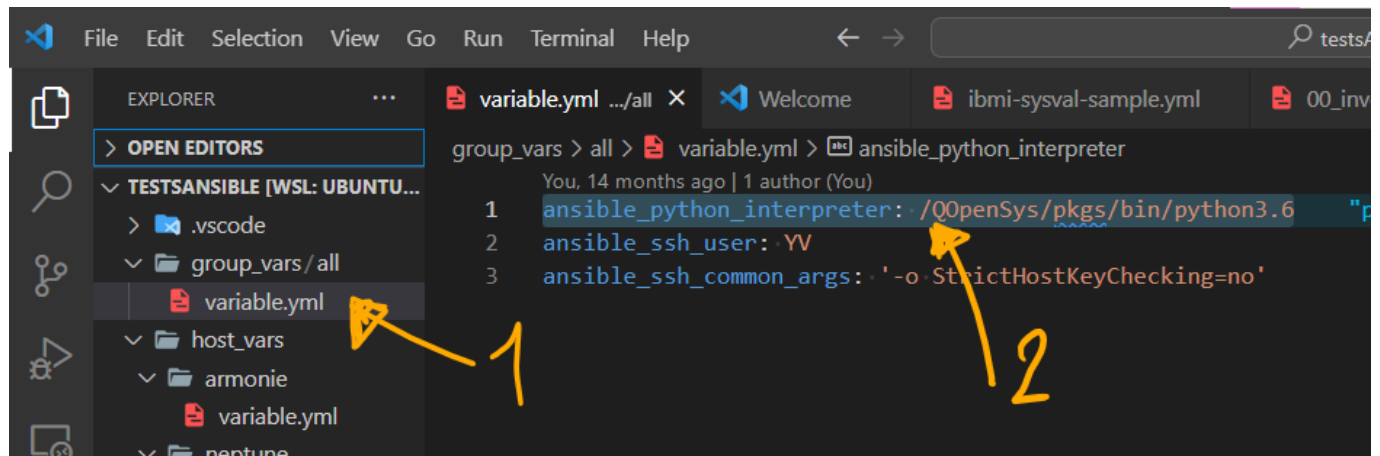 File Edit Selection View Go Run Terminal Help ← → testsA
EXPLORER ... variable.yml .../all × Welcome ibmi-sysval-sample.yml 00_inv
> OPEN EDITORS
group_vars > all > variable.yml > abc ansible_python_interpreter
TESTSANSIBLE [WSL: UBUNTU...
You, 14 months ago | 1 author (You)
> .vscode
1 ansible_python_interpreter: /QOpenSys/pkgs/bin/python3.6 "p
group_vars/all
2 ansible_ssh_user: YV
variable.yml
3 ansible_ssh_common_args: '-o StrictHostKeyChecking=no'
host_vars
armonie
variable.yml
neptune
1
2